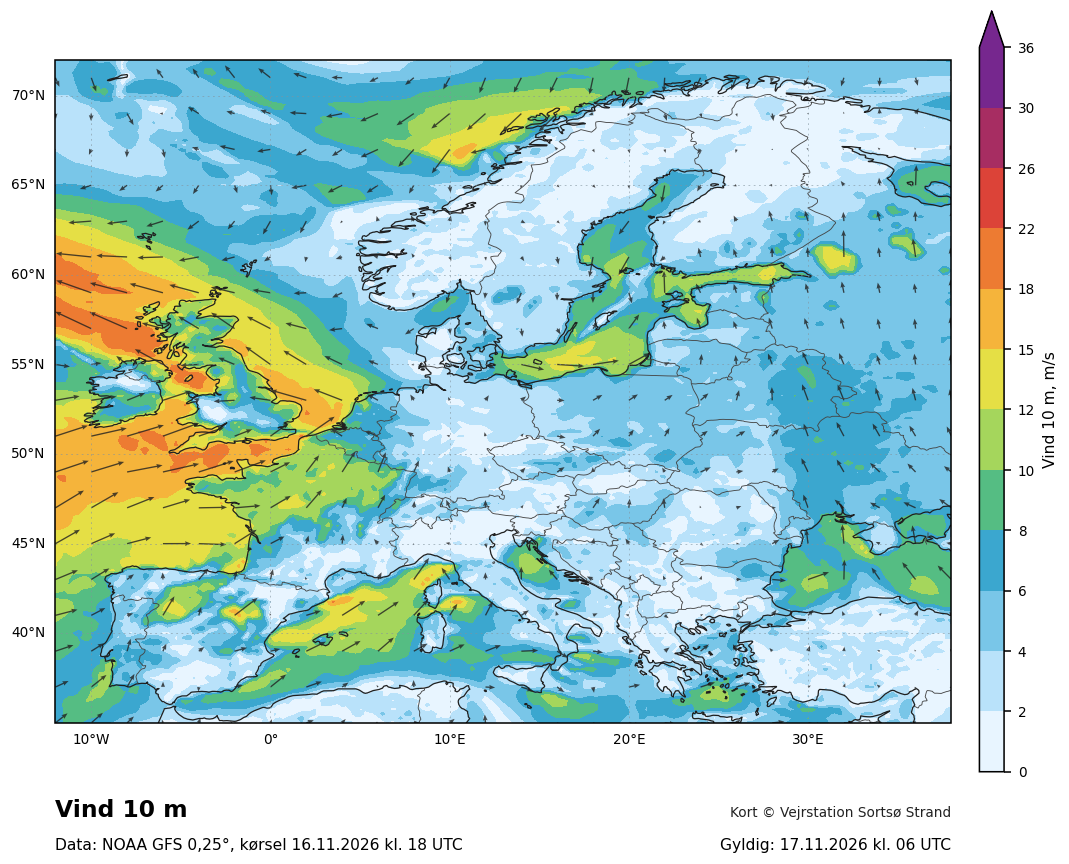 36
30
26
22
18
15
12
10
8
6
4
2
0
Vind 10 m, m/s
70°N
65°N
60°N
55°N
50°N
45°N
40°N
10°W
0°
10°E
20°E
30°E
Vind 10 m
Kort © Vejrstation Sortsø Strand
Data: NOAA GFS 0,25°, kørsel 16.11.2026 kl. 18 UTC
Gyldig: 17.11.2026 kl. 06 UTC